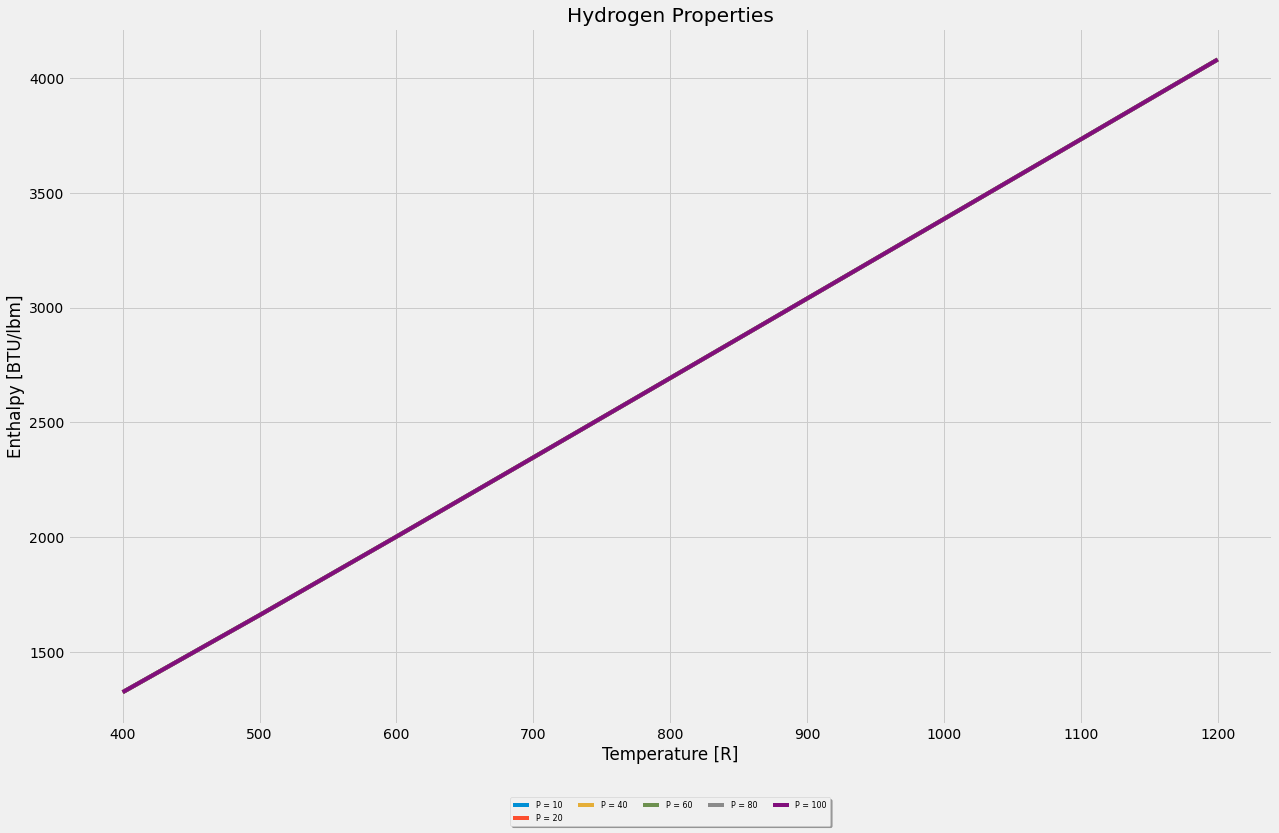 Hydrogen Properties
Enthalpy [BTU/lbm]
4000
3500
3000
2500
2000
1500
400 500 600 700 800 900 1000 1100 1200
Temperature [R]
P = 10 P = 40 P = 60 P = 80 P = 100
P = 20